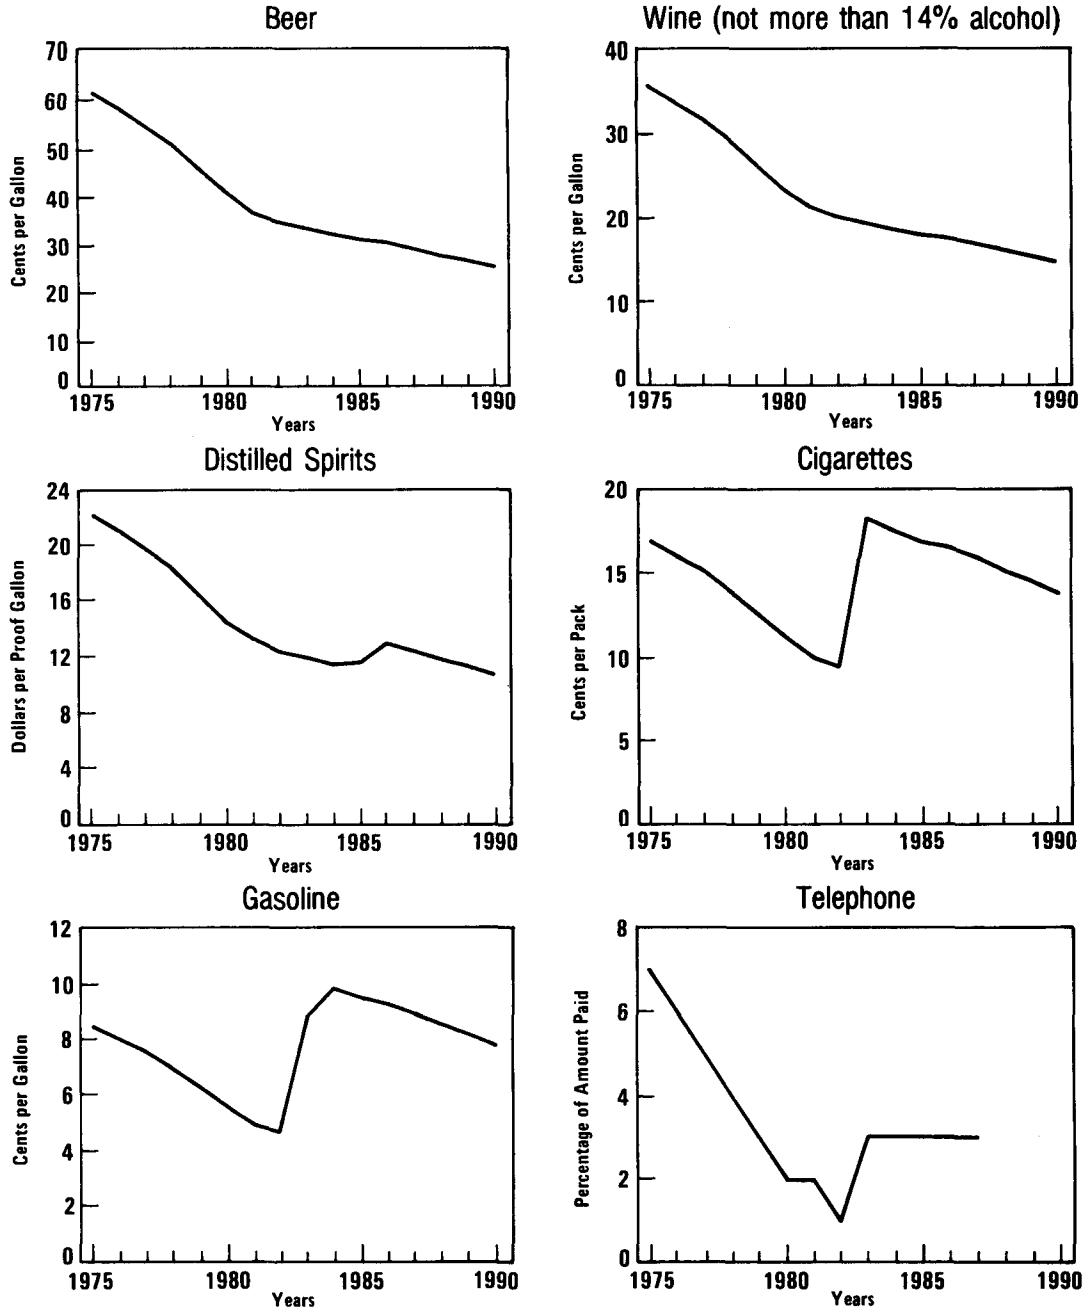 Beer
Cents per Gallon
70
60
50
40
30
20
10
0
1975 1980 1985 1990
Years
Wine (not more than 14% alcohol)
Cents per Gallon
40
30
20
10
0
1975 1980 1985 1990
Years
Distilled Spirits
Dollars per Proof Gallon
24
20
16
12
8
4
0
1975 1980 1985 1990
Years
Cigarettes
Cents per Pack
20
15
10
5
0
1975 1980 1985 1990
Years
Gasoline
Cents per Gallon
12
10
8
6
4
2
0
1975 1980 1985 1990
Years
Telephone
Percentage of Amount Paid
8
6
4
2
0
1975 1980 1985 1990
Years